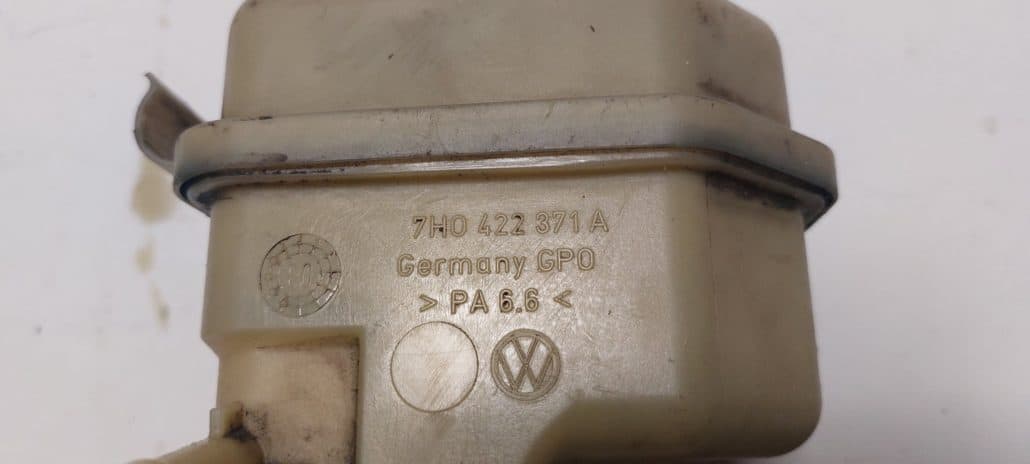 7H0 422 371 A
Germany GPO
> PA 6.6 <